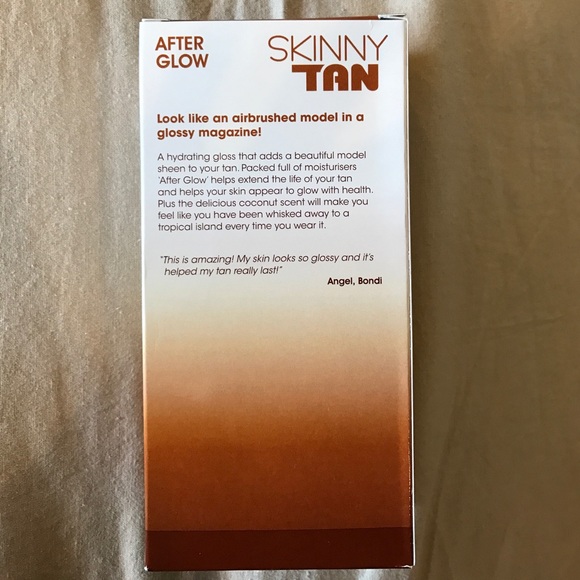 AFTER
GLOW
SKINNY
TAN
Look like an airbrushed model in a
glossy magazine!
A hydrating gloss that adds a beautiful model
sheen to your tan. Packed full of moisturisers
'After Glow' helps extend the life of your tan
and helps your skin appear to glow with health.
Plus the delicious coconut scent will make you
feel like you have been whisked away to a
tropical island every time you wear it.
"This is amazing! My skin looks so glossy and it's
helped my tan really last!"
Angel, Bondi